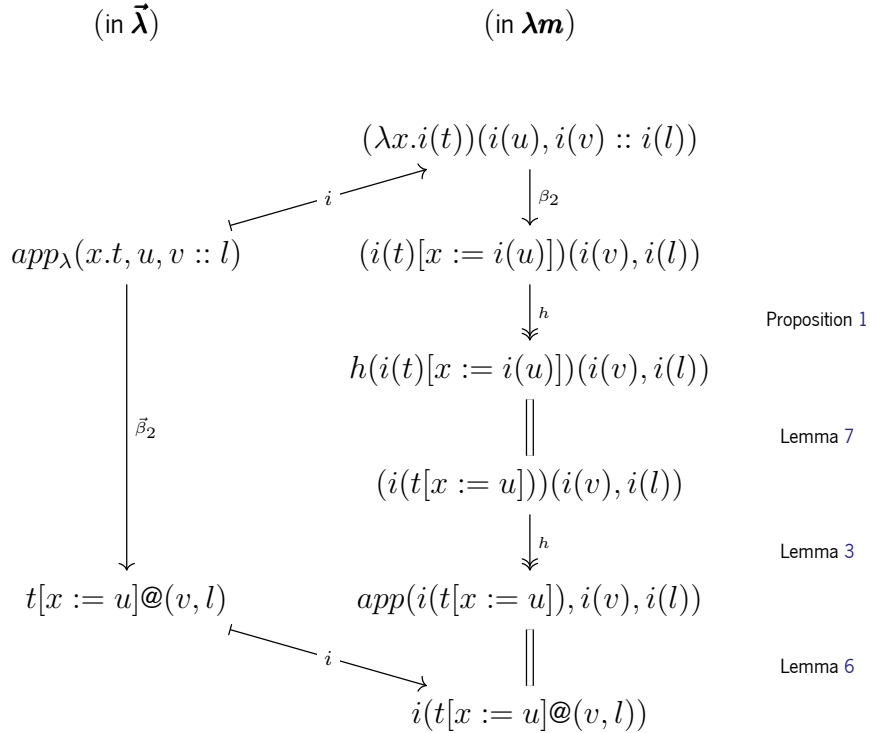 (in λ⃗) (in λm)
(λx.i(t))(i(u), i(v) :: i(l))
i β₂
app_λ(x.t, u, v :: l) (i(t)[x := i(u)])(i(v), i(l))
h Proposition 1
h(i(t)[x := i(u)])(i(v), i(l))
β⃗₂ Lemma 7
(i(t[x := u]))(i(v), i(l))
h Lemma 3
t[x := u]@(v, l) app(i(t[x := u]), i(v), i(l))
i Lemma 6
i(t[x := u]@(v, l))